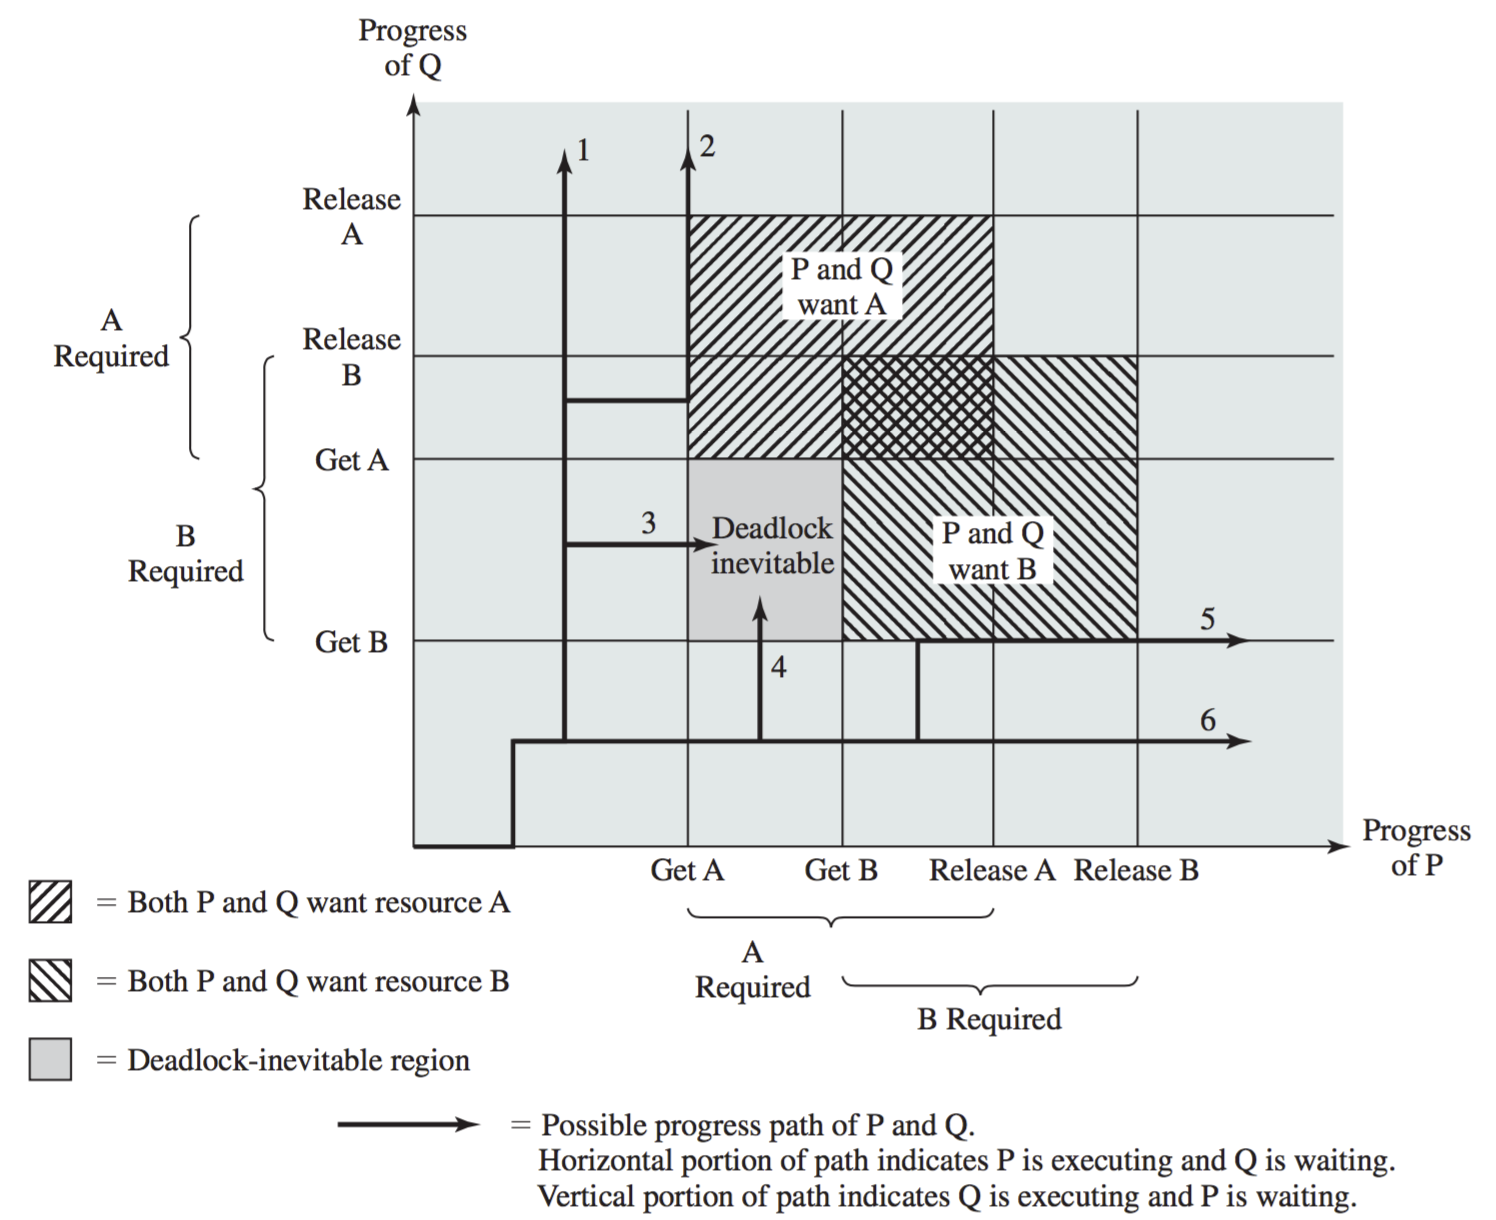 Progress
of Q
1
2
Release
A
P and Q
want A
A
Required
Release
B
Get A
3
Deadlock
inevitable
P and Q
want B
B
Required
Get B
4
5
6
Progress
of P
Get A
Get B
Release A
Release B
= Both P and Q want resource A
A
Required
= Both P and Q want resource B
B Required
= Deadlock-inevitable region
= Possible progress path of P and Q.
Horizontal portion of path indicates P is executing and Q is waiting.
Vertical portion of path indicates Q is executing and P is waiting.